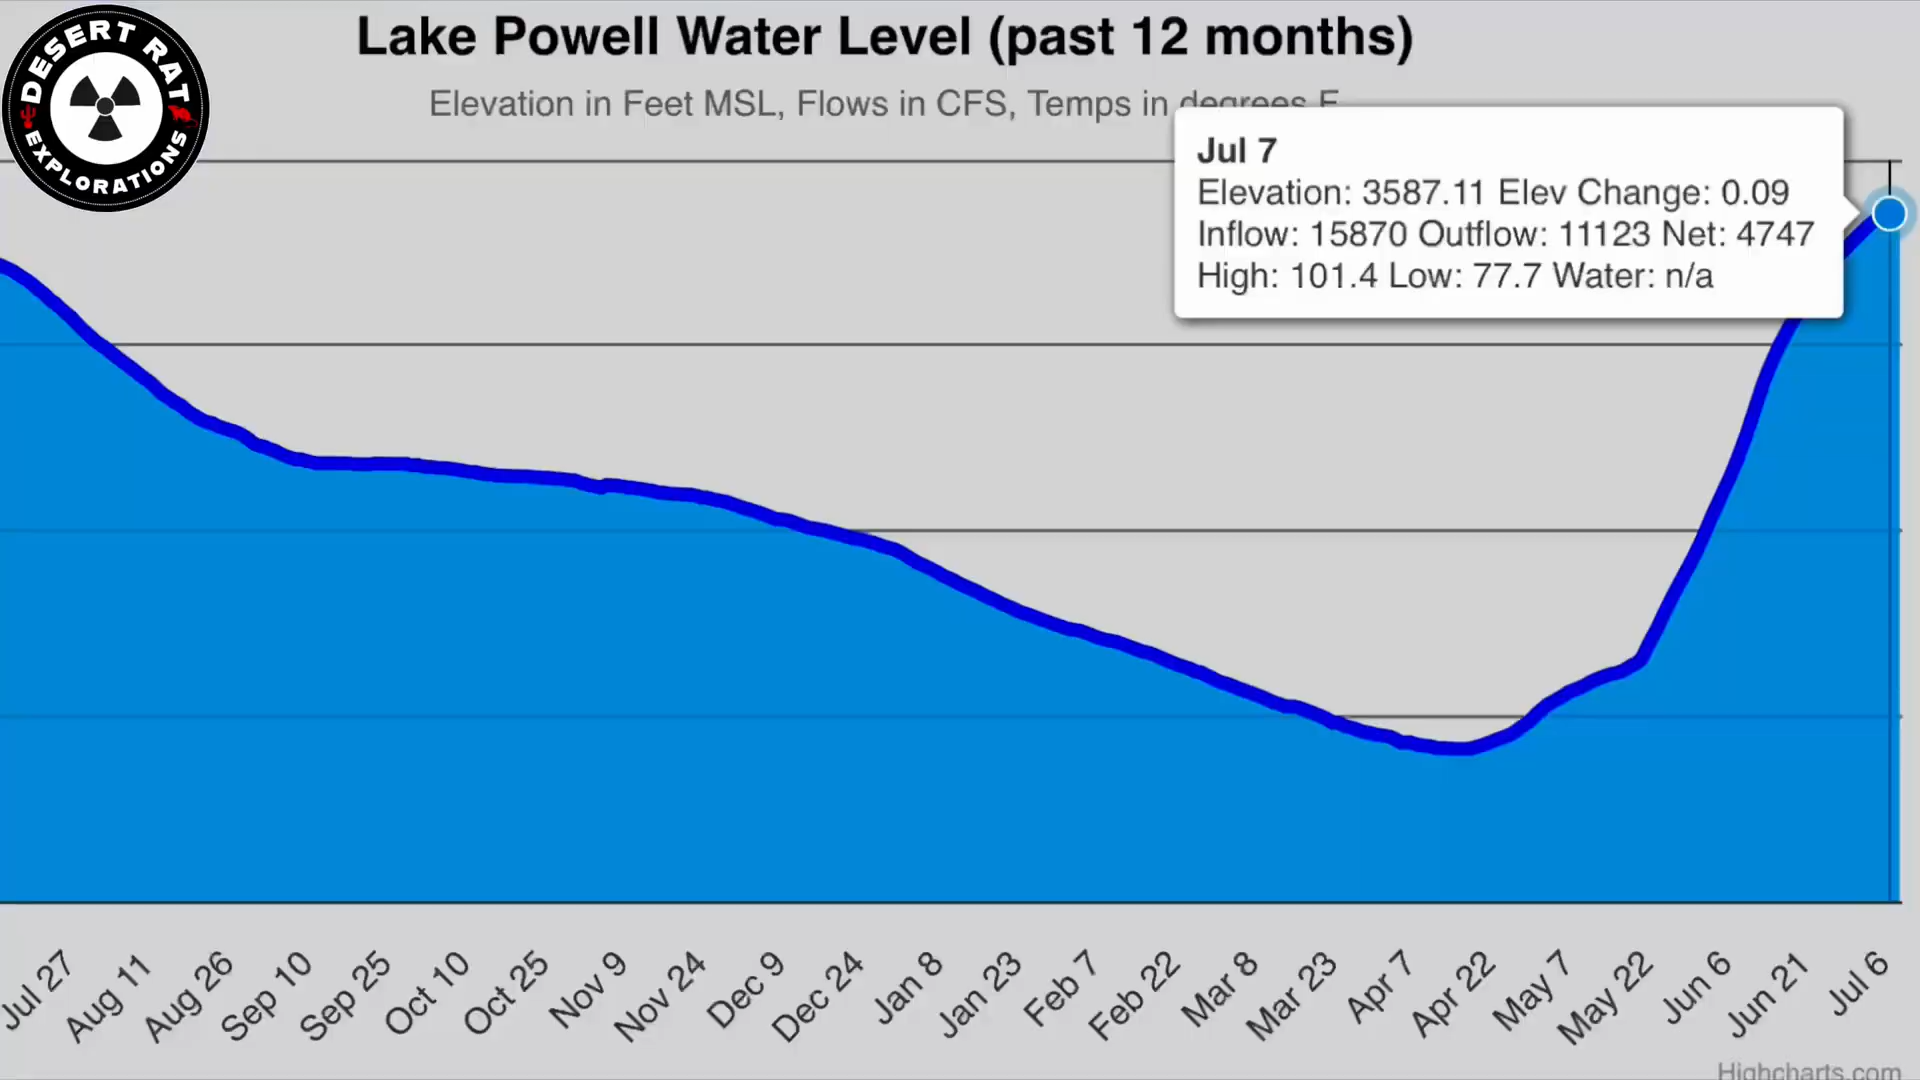 DESERT RAT
EXPLORATIONS
Lake Powell Water Level (past 12 months)
Elevation in Feet MSL, Flows in CFS, Temps in degrees F
Jul 7
Elevation: 3587.11 Elev Change: 0.09
Inflow: 15870 Outflow: 11123 Net: 4747
High: 101.4 Low: 77.7 Water: n/a
Jul 27
Aug 11
Aug 26
Sep 10
Sep 25
Oct 10
Oct 25
Nov 9
Nov 24
Dec 9
Dec 24
Jan 8
Jan 23
Feb 7
Feb 22
Mar 8
Mar 23
Apr 7
Apr 22
May 7
May 22
Jun 6
Jun 21
Jul 6
Highcharts.com